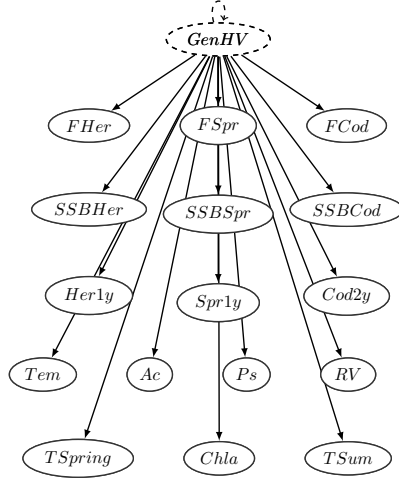 GenHV
FHer FSpr FCod
SSBHer SSBSpr SSBCod
Her1y Spr1y Cod2y
Tem Ac Ps RV
TSpring Chla TSum